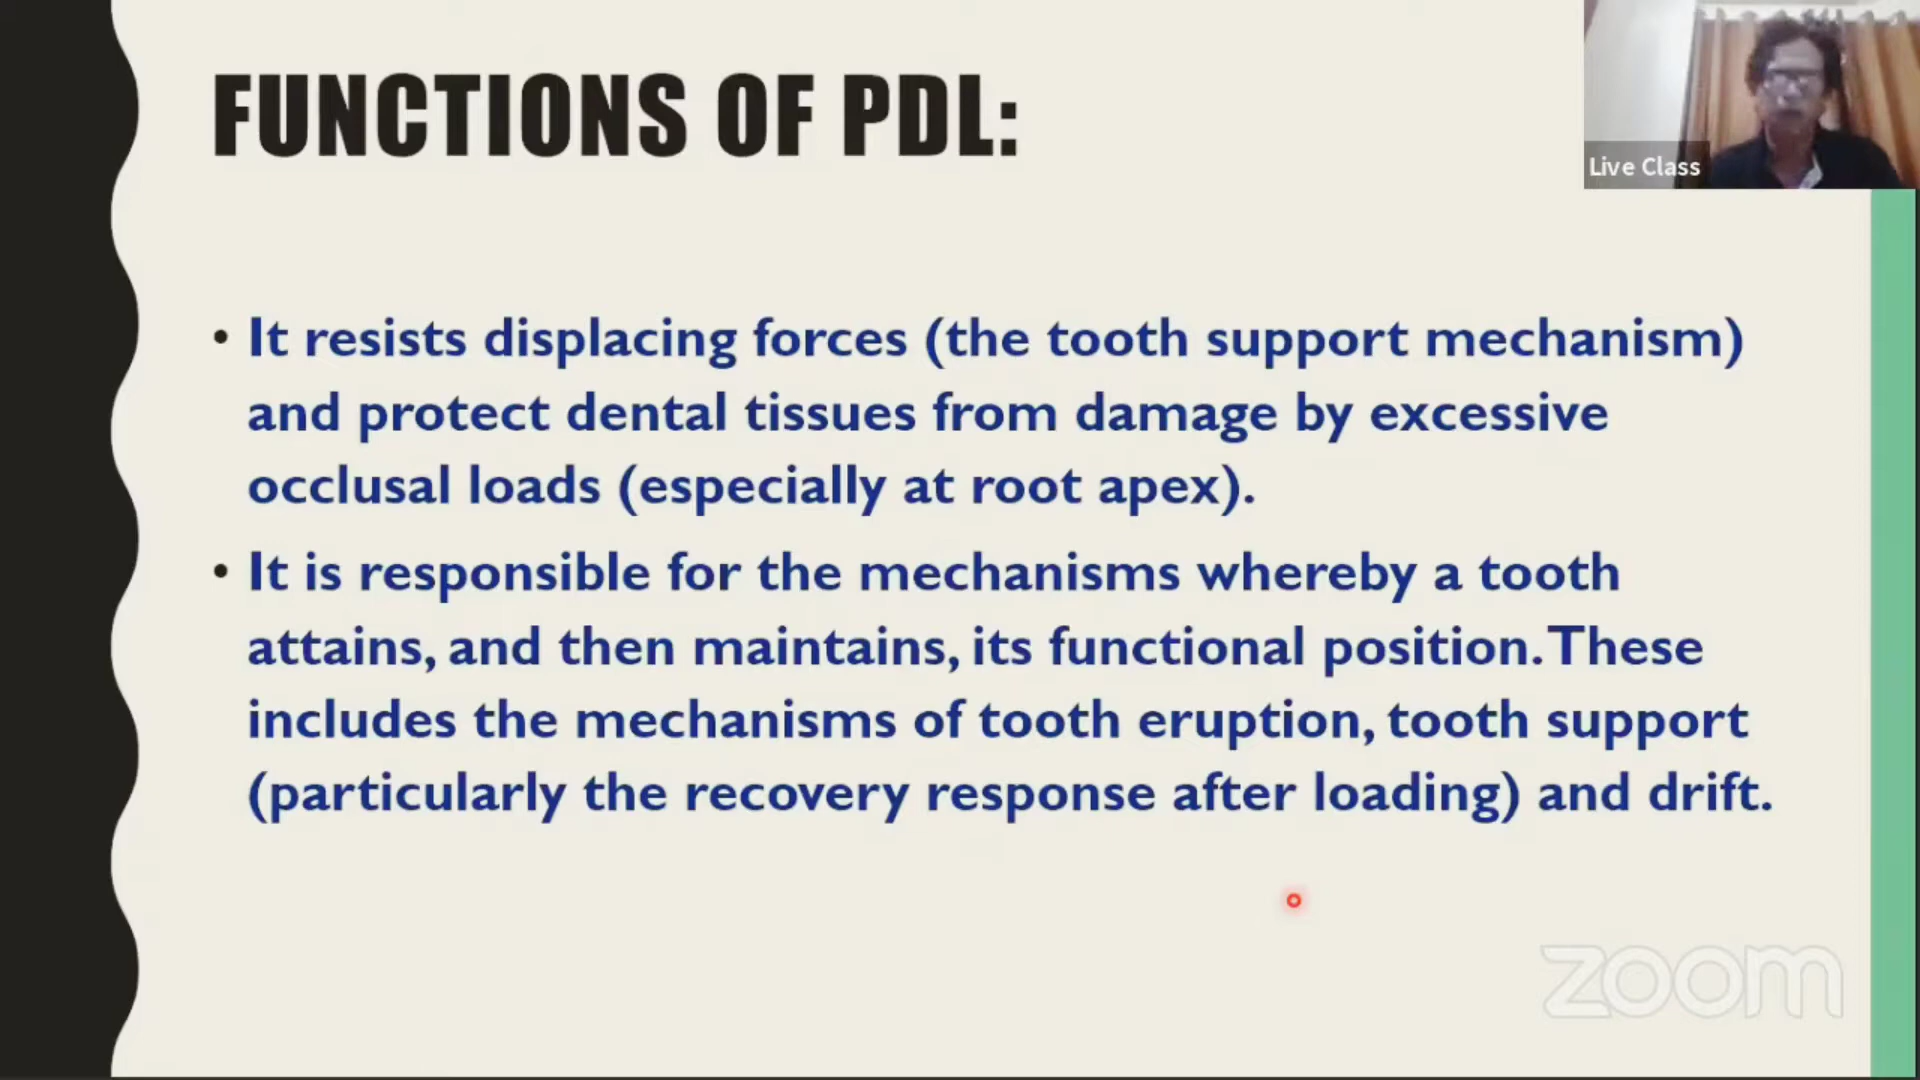 FUNCTIONS OF PDL:
Live Class
• It resists displacing forces (the tooth support mechanism)
and protect dental tissues from damage by excessive
occlusal loads (especially at root apex).
• It is responsible for the mechanisms whereby a tooth
attains, and then maintains, its functional position. These
includes the mechanisms of tooth eruption, tooth support
(particularly the recovery response after loading) and drift.
zoom